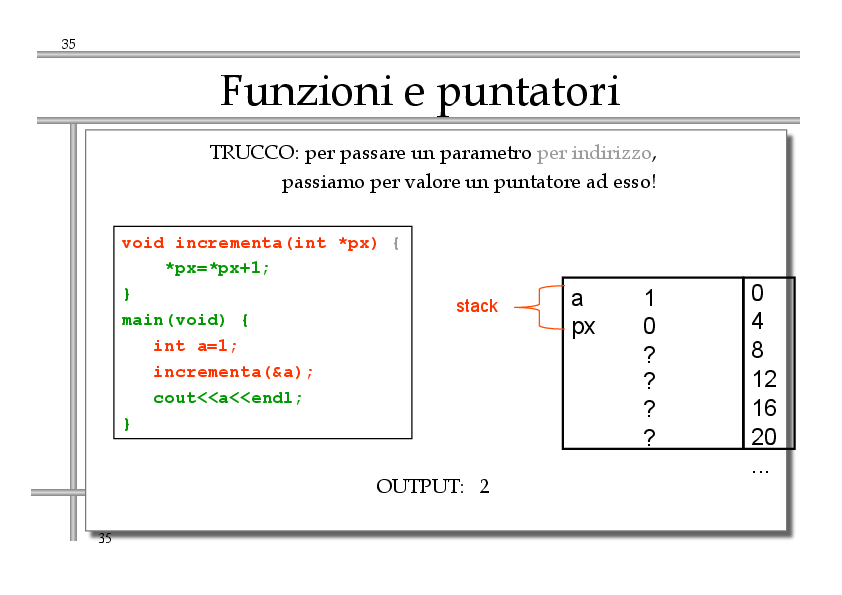 35
Funzioni e puntatori
TRUCCO: per passare un parametro per indirizzo,
passiamo per valore un puntatore ad esso!
void incrementa(int *px) {
*px=*px+1;
}
main(void) {
int a=1;
incrementa(&a);
cout<<a<<endl;
}
stack
a 1 0
px 0 4
? 8
? 12
? 16
? 20
...
OUTPUT: 2
35